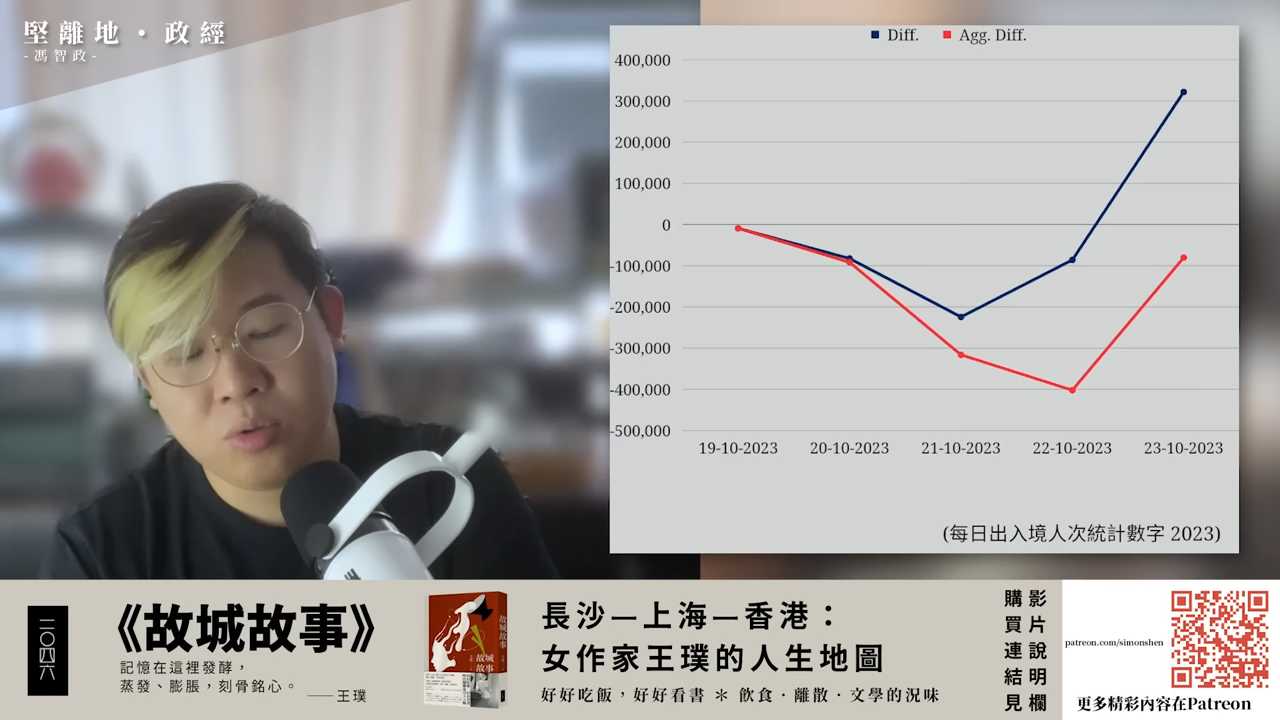 堅離地・政經
-馮智政-
Diff. Agg. Diff.
400,000
300,000
200,000
100,000
0
-100,000
-200,000
-300,000
-400,000
-500,000
19-10-2023 20-10-2023 21-10-2023 22-10-2023 23-10-2023
(每日出入境人次統計數字 2023)
二〇四六
《故城故事》
記憶在這裡發酵，
蒸發、膨脹，刻骨銘心。
——王璞
故城故事
長沙—上海—香港：
女作家王璞的人生地圖
好好吃飯，好好看書 ＊ 飲食．離散．文學的況味
影片說明欄
購買連結見
patreon.com/simonshen
更多精彩內容在Patreon